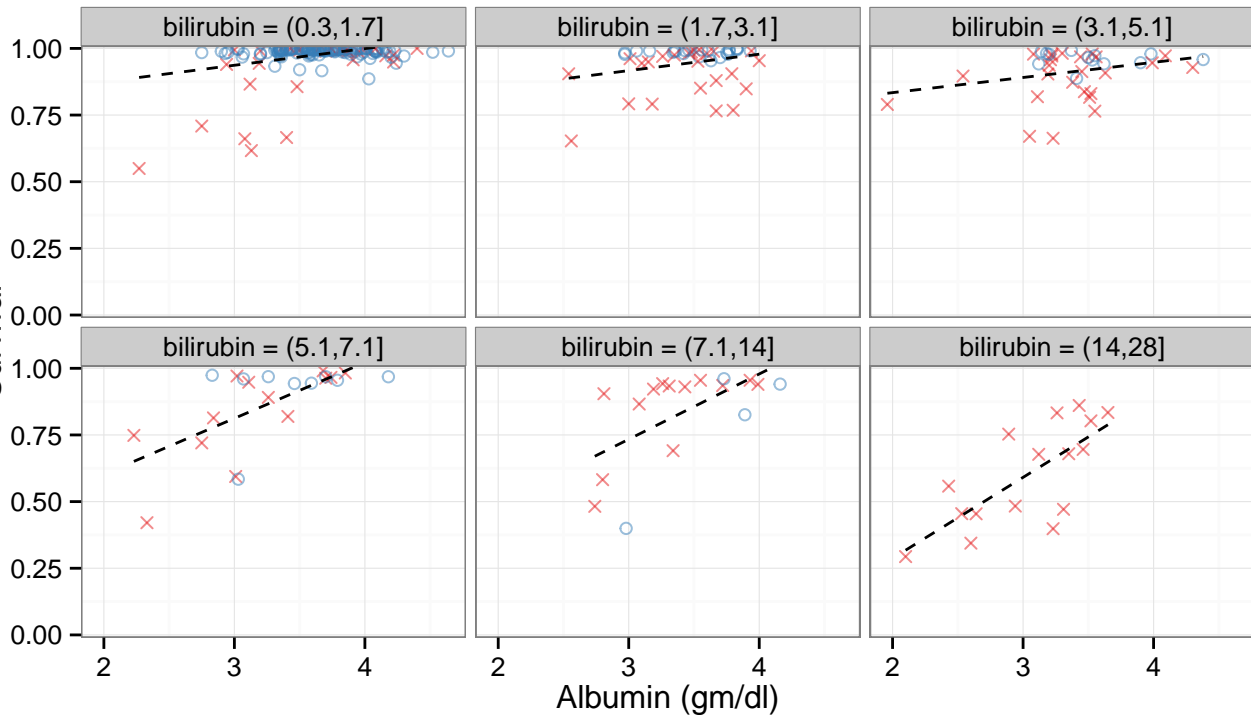 bilirubin = (0.3,1.7] bilirubin = (1.7,3.1] bilirubin = (3.1,5.1]
1.00
0.75
0.50
0.25
0.00
bilirubin = (5.1,7.1] bilirubin = (7.1,14] bilirubin = (14,28]
1.00
0.75
0.50
0.25
0.00
2 3 4 2 3 4 2 3 4
Albumin (gm/dl)